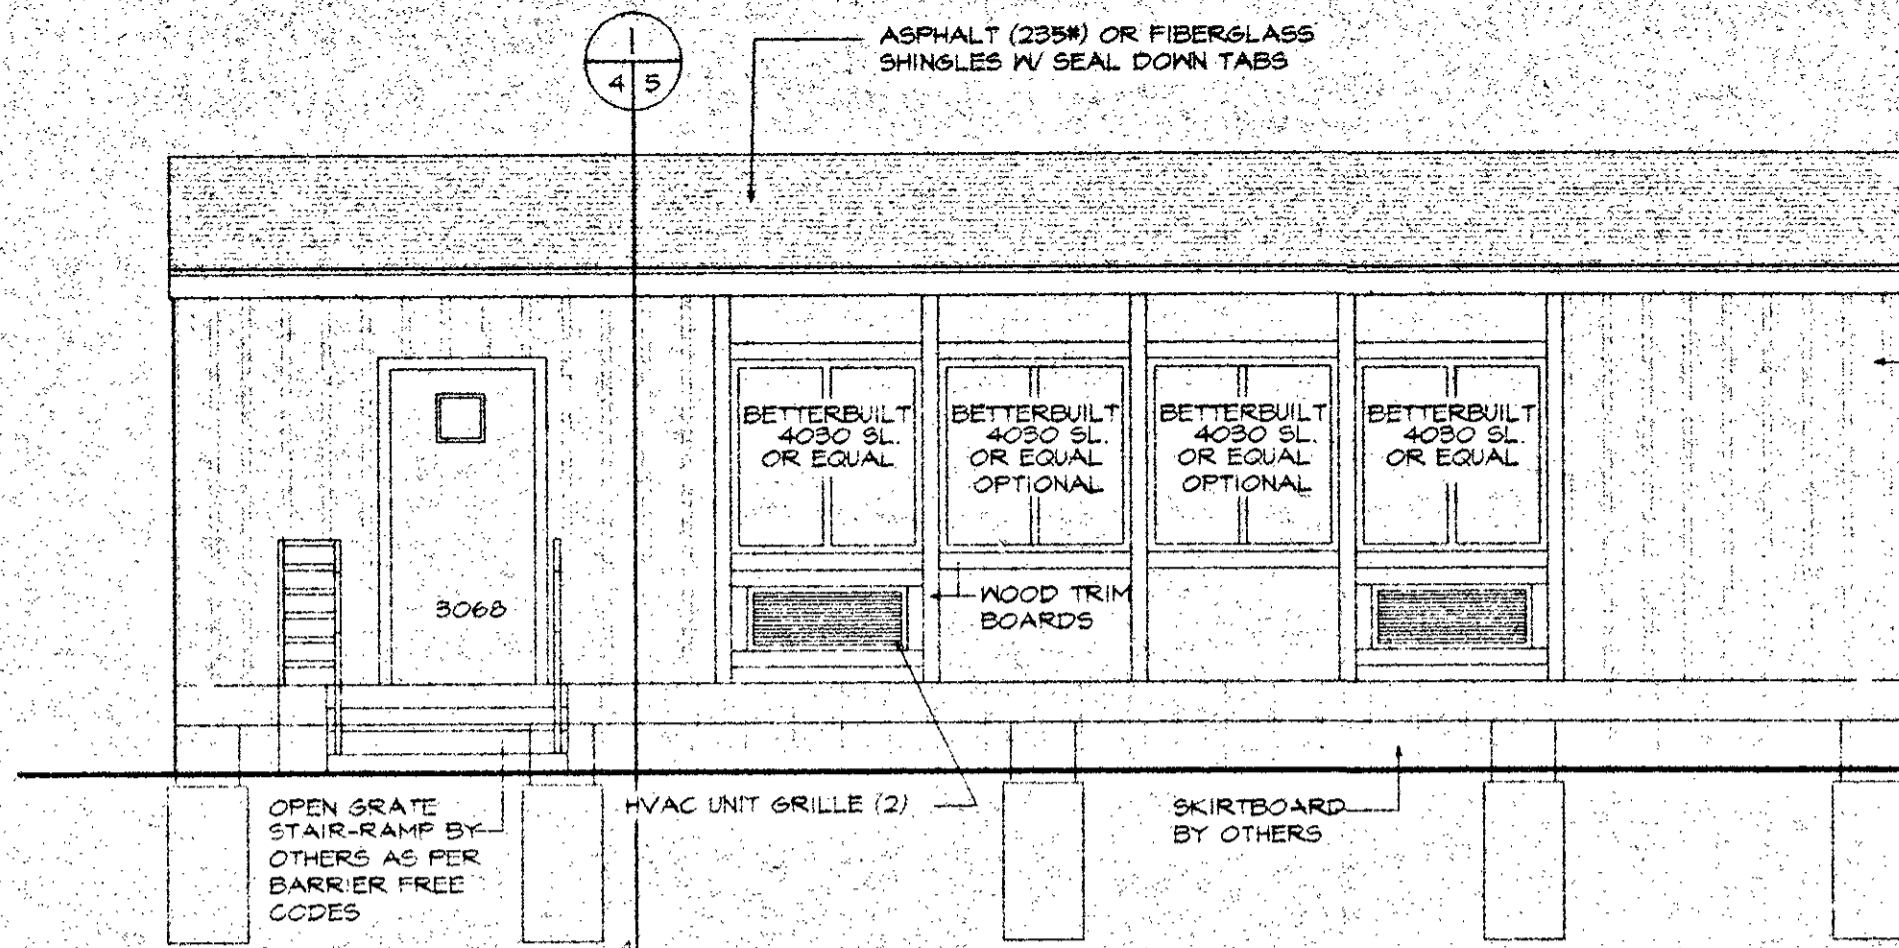 4 5
ASPHALT (235#) OR FIBERGLASS
SHINGLES W/ SEAL DOWN TABS
BETTERBUILT
4030 SL.
OR EQUAL
BETTERBUILT
4030 SL.
OR EQUAL
OPTIONAL
BETTERBUILT
4030 SL.
OR EQUAL
OPTIONAL
BETTERBUILT
4030 SL.
OR EQUAL
3068
WOOD TRIM
BOARDS
OPEN GRATE
STAIR-RAMP BY
OTHERS AS PER
BARRIER FREE
CODES
HVAC UNIT GRILLE (2)
SKIRTBOARD
BY OTHERS